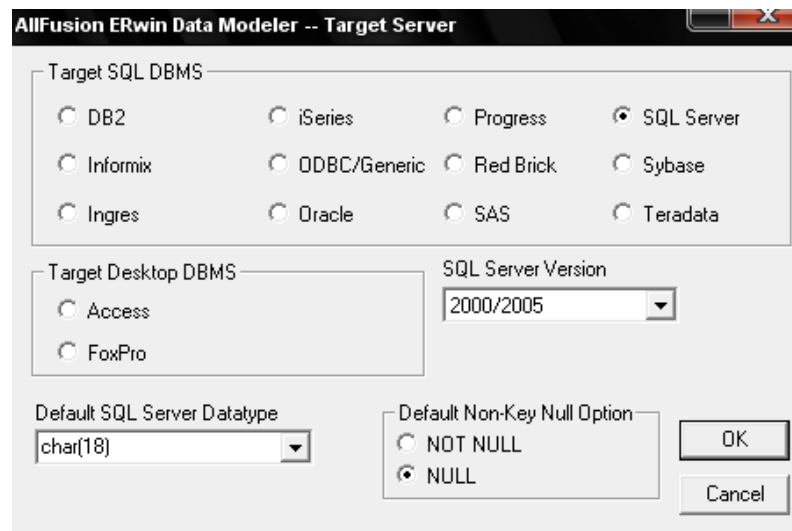 AllFusion ERwin Data Modeler -- Target Server
Target SQL DBMS
DB2 iSeries Progress SQL Server
Informix ODBC/Generic Red Brick Sybase
Ingres Oracle SAS Teradata
Target Desktop DBMS
Access
FoxPro
SQL Server Version
2000/2005
Default SQL Server Datatype
char(18)
Default Non-Key Null Option
NOT NULL
NULL
OK
Cancel